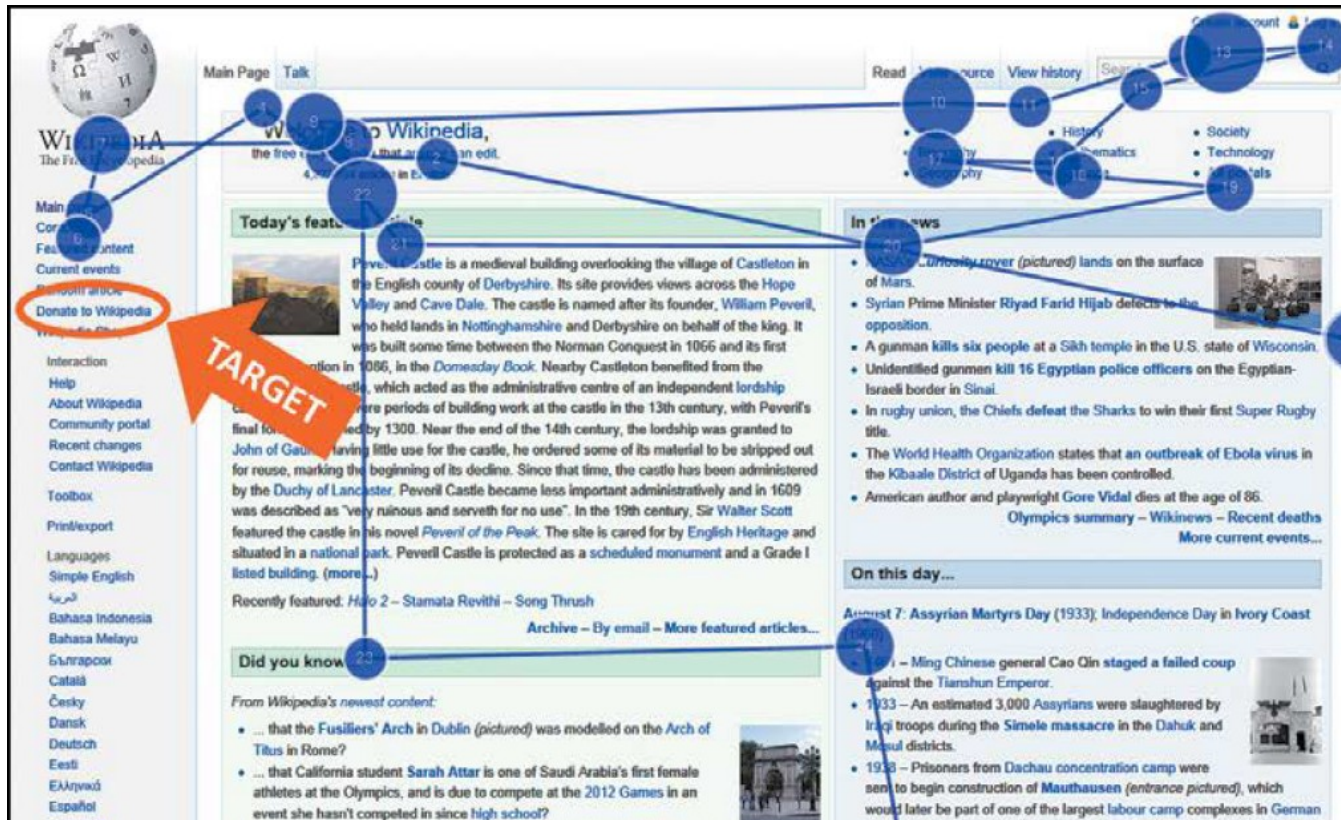 account
Main Page
Talk
Read
View history
WIKIPEDIA
The Free Encyclopedia
Welcome to Wikipedia,
the free
that
an edit.
in
History
Society
Technology
Main
Featured content
Current events
Random article
Donate to Wikipedia
Interaction
Help
About Wikipedia
Community portal
Recent changes
Contact Wikipedia
Toolbox
Print/export
Languages
Simple English
العربية
Bahasa Indonesia
Bahasa Melayu
Български
Català
Česky
Dansk
Deutsch
Eesti
Ελληνικά
Español
TARGET
Today's featured article
Peveril Castle is a medieval building overlooking the village of Castleton in
the English county of Derbyshire. Its site provides views across the Hope
Valley and Cave Dale. The castle is named after its founder, William Peveril,
who held lands in Nottinghamshire and Derbyshire on behalf of the king. It
was built some time between the Norman Conquest in 1066 and its first
in 1086, in the Domesday Book. Nearby Castleton benefited from the
which acted as the administrative centre of an independent lordship
periods of building work at the castle in the 13th century, with Peveril's
final by 1300. Near the end of the 14th century, the lordship was granted to
John of Gaunt. Having little use for the castle, he ordered some of its material to be stripped out
for reuse, marking the beginning of its decline. Since that time, the castle has been administered
by the Duchy of Lancaster. Peveril Castle became less important administratively and in 1609
was described as "very ruinous and serveth for no use". In the 19th century, Sir Walter Scott
featured the castle in his novel Peveril of the Peak. The site is cared for by English Heritage and
situated in a national park. Peveril Castle is protected as a scheduled monument and a Grade I
listed building. (more...)
Recently featured: Halo 2 – Stamata Revithi – Song Thrush
Archive – By email – More featured articles...
Did you know
From Wikipedia's newest content:
• ... that the Fusiliers' Arch in Dublin (pictured) was modelled on the Arch of
Titus in Rome?
• ... that California student Sarah Attar is one of Saudi Arabia's first female
athletes at the Olympics, and is due to compete at the 2012 Games in an
event she hasn't competed in since high school?
In the news
• NASA's Curiosity rover (pictured) lands on the surface
of Mars.
• Syrian Prime Minister Riyad Farid Hijab defects to the
opposition.
• A gunman kills six people at a Sikh temple in the U.S. state of Wisconsin.
• Unidentified gunmen kill 16 Egyptian police officers on the Egyptian-
Israeli border in Sinai.
• In rugby union, the Chiefs defeat the Sharks to win their first Super Rugby
title.
• The World Health Organization states that an outbreak of Ebola virus in
the Kibaale District of Uganda has been controlled.
• American author and playwright Gore Vidal dies at the age of 86.
Olympics summary – Wikinews – Recent deaths
More current events...
On this day...
August 7: Assyrian Martyrs Day (1933); Independence Day in Ivory Coast
(1960)
– Ming Chinese general Cao Qin staged a failed coup
against the Tianshun Emperor.
• 1933 – An estimated 3,000 Assyrians were slaughtered by
Iraqi troops during the Simele massacre in the Dahuk and
Mosul districts.
• 1938 – Prisoners from Dachau concentration camp were
sent to begin construction of Mauthausen (entrance pictured), which
would later be part of one of the largest labour camp complexes in German
2
6
9
10
11
13
14
15
17
18
19
20
21
22
23
24